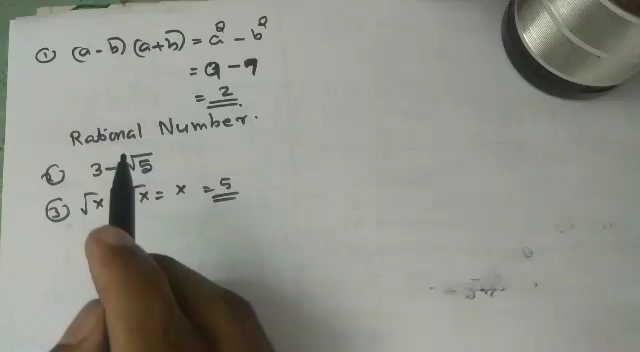 ① (a - b) (a + b) = a² - b²
= 9 - 7
= 2.
Rational Number.
② 3 - √5
③ √x √x = x = 5